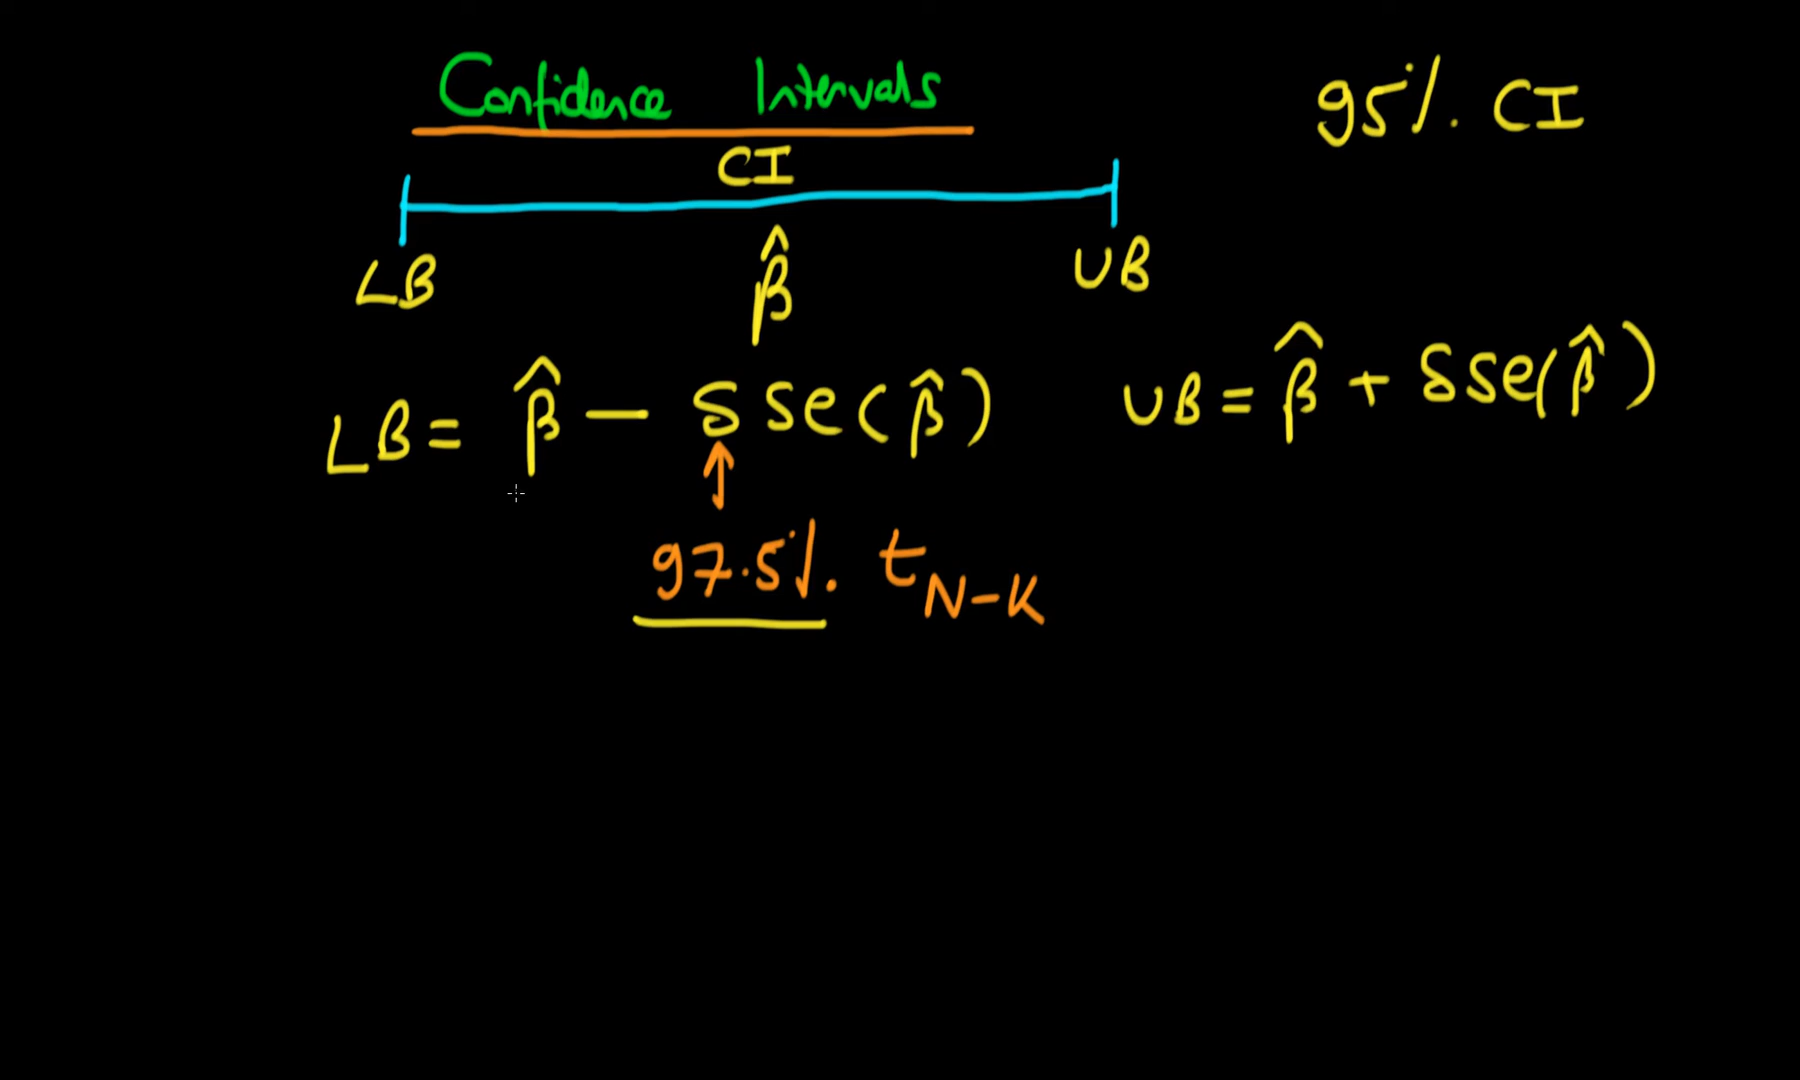 Confidence Intervals
95% CI
CI
LB
β̂
UB
LB = β̂ − δ se(β̂)
UB = β̂ + δ se(β̂)
97.5% t_{N-K}